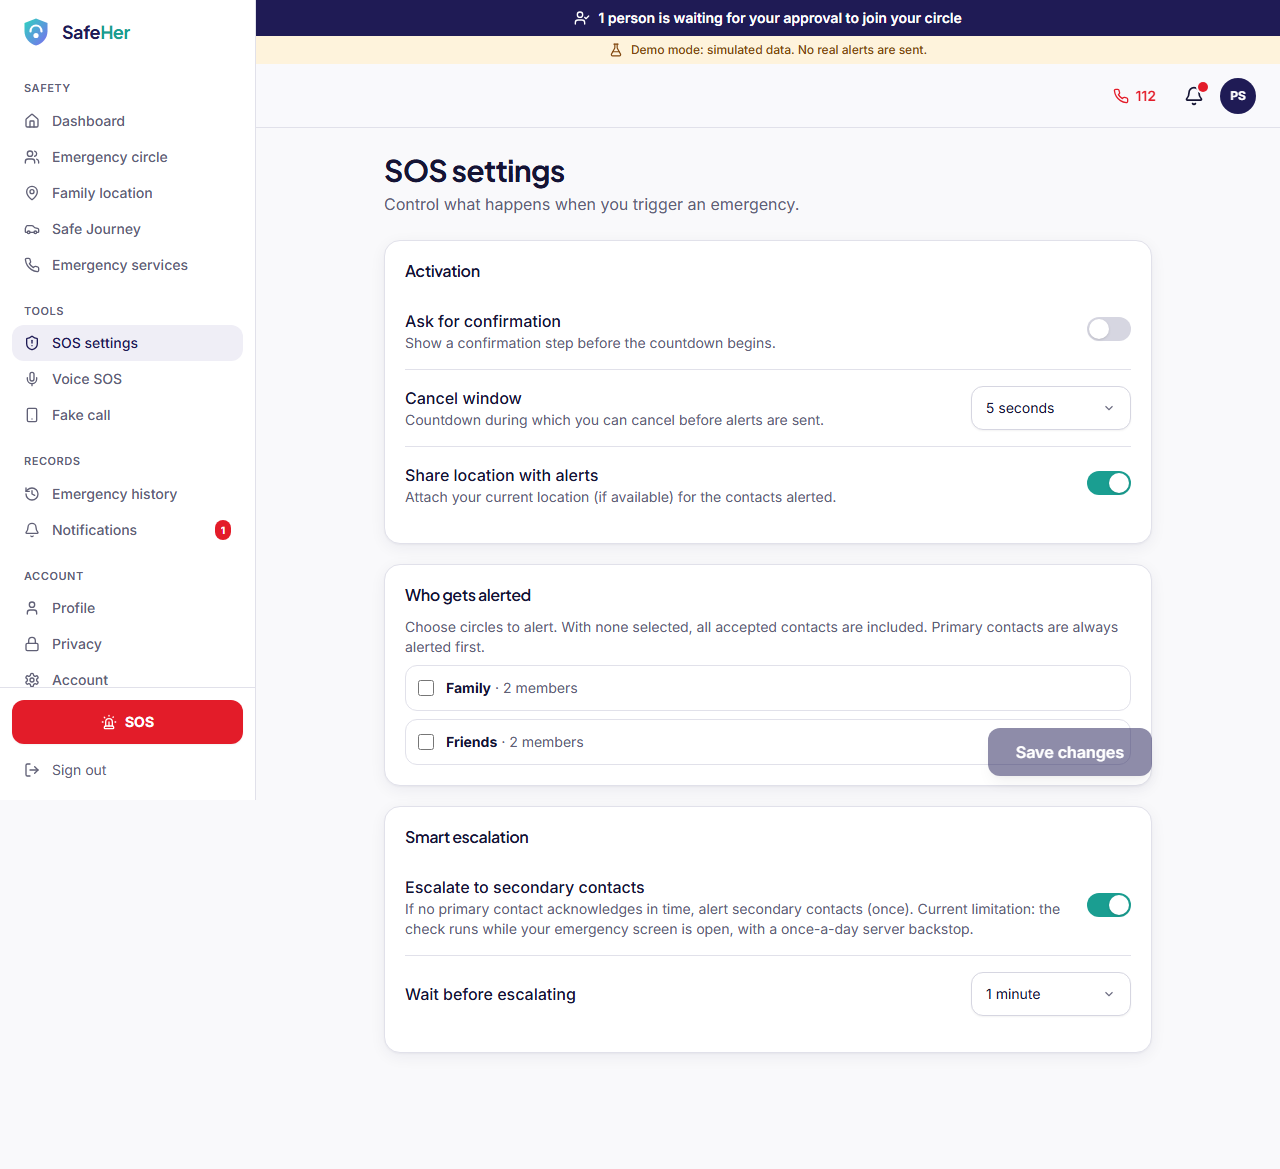 SafeHer
SAFETY
Dashboard
Emergency circle
Family location
Safe Journey
Emergency services
TOOLS
SOS settings
Voice SOS
Fake call
RECORDS
Emergency history
Notifications 1
ACCOUNT
Profile
Privacy
Account
SOS
Sign out
1 person is waiting for your approval to join your circle
Demo mode: simulated data. No real alerts are sent.
112
PS
SOS settings
Control what happens when you trigger an emergency.
Activation
Ask for confirmation
Show a confirmation step before the countdown begins.
Cancel window
Countdown during which you can cancel before alerts are sent.
5 seconds
Share location with alerts
Attach your current location (if available) for the contacts alerted.
Who gets alerted
Choose circles to alert. With none selected, all accepted contacts are included. Primary contacts are always
alerted first.
Family · 2 members
Friends · 2 members
Save changes
Smart escalation
Escalate to secondary contacts
If no primary contact acknowledges in time, alert secondary contacts (once). Current limitation: the
check runs while your emergency screen is open, with a once-a-day server backstop.
Wait before escalating
1 minute